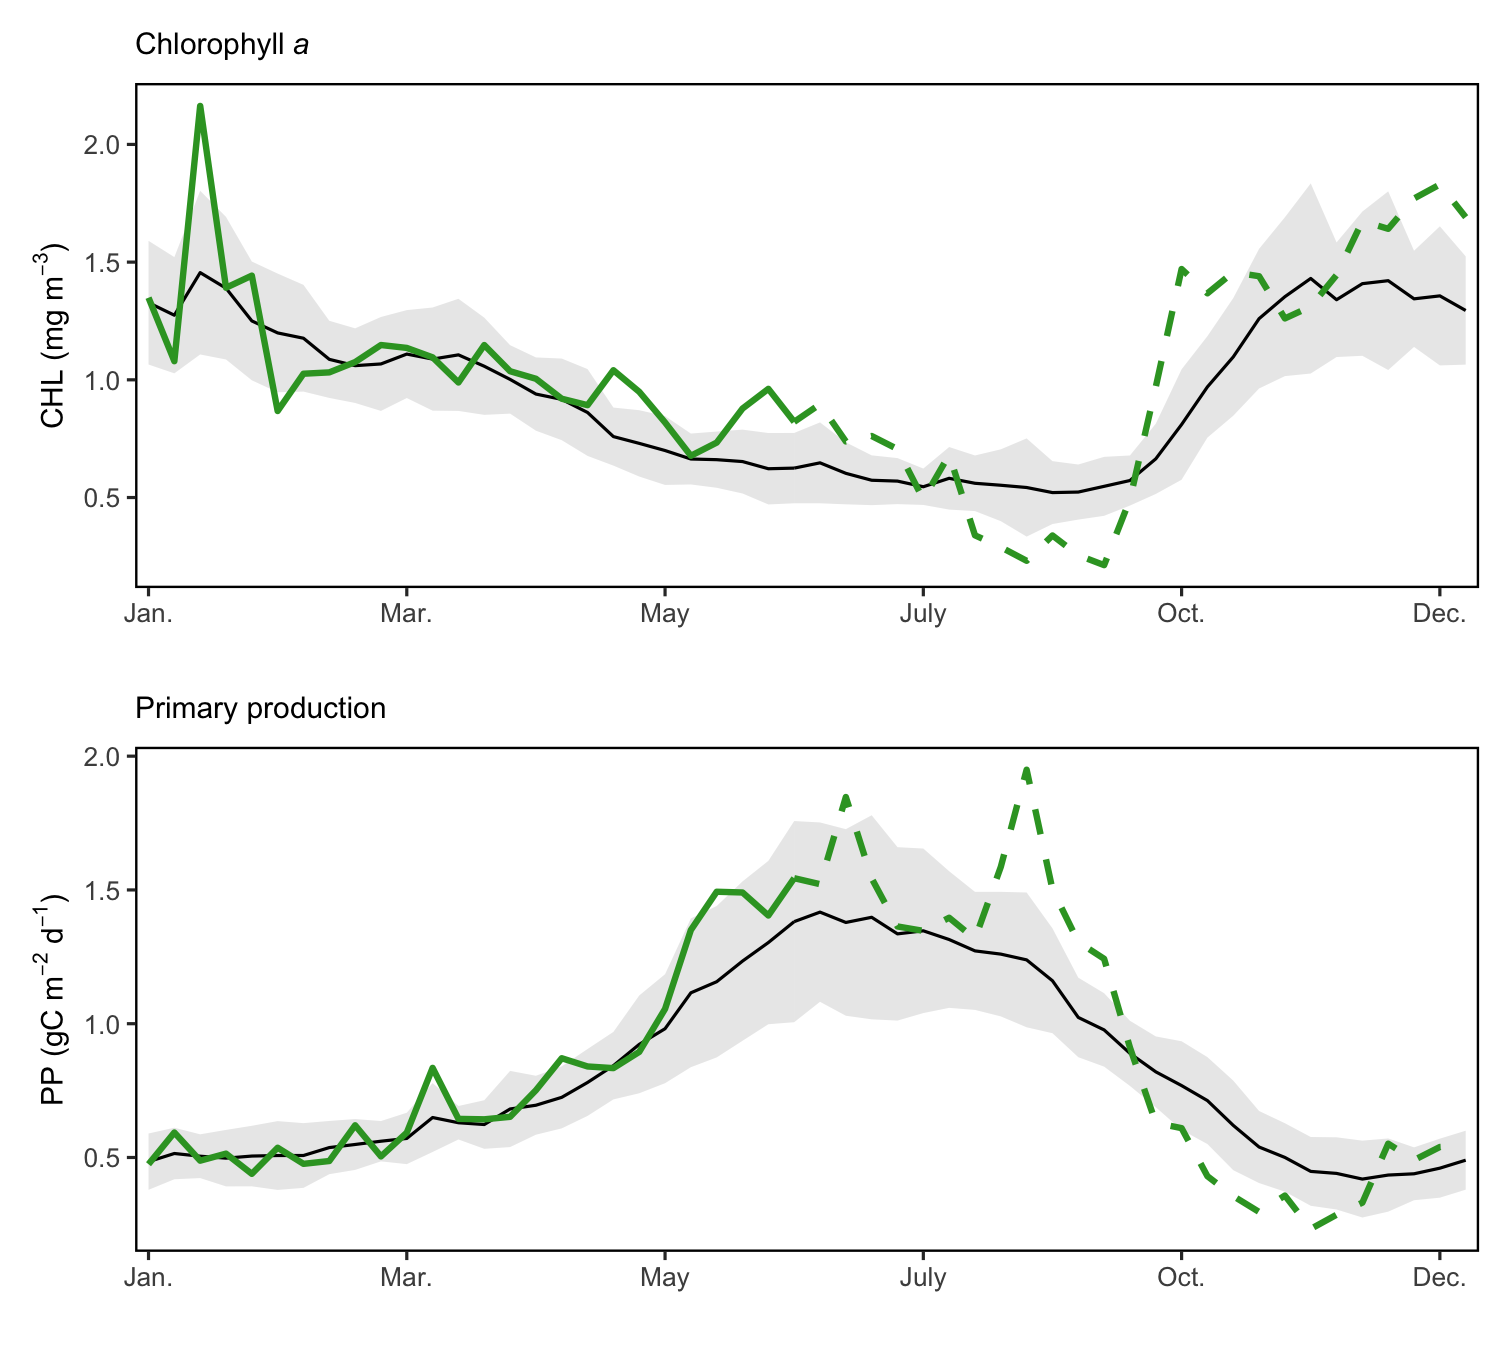 Chlorophyll a
CHL (mg m⁻³)
2.0
1.5
1.0
0.5
Jan. Mar. May July Oct. Dec.
Primary production
PP (gC m⁻² d⁻¹)
2.0
1.5
1.0
0.5
Jan. Mar. May July Oct. Dec.